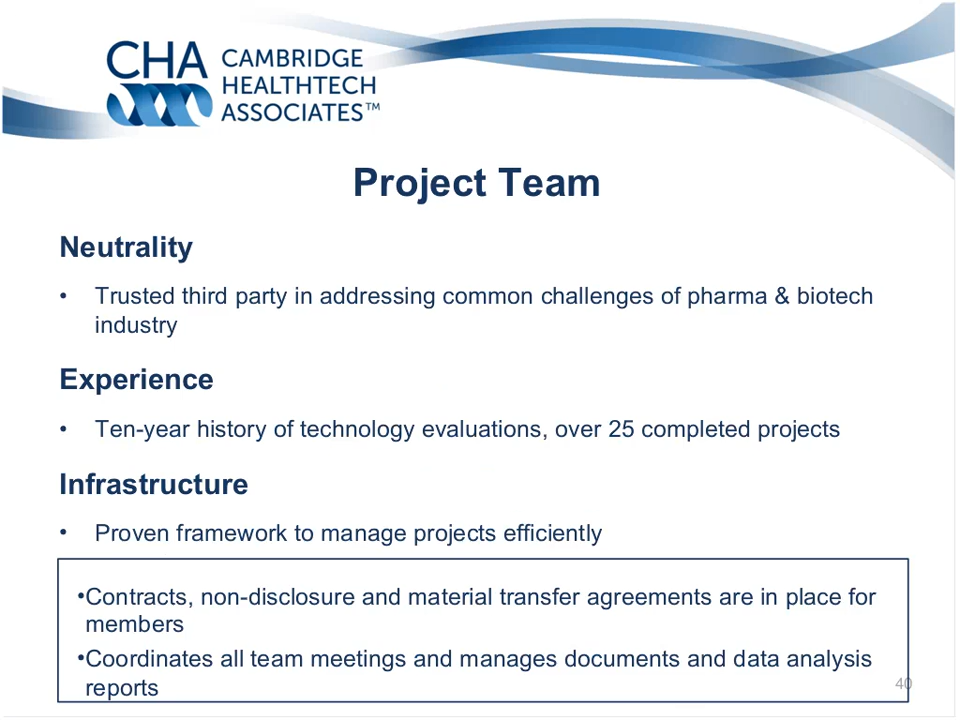 CHA
CAMBRIDGE
HEALTHTECH
ASSOCIATES™
Project Team
Neutrality
• Trusted third party in addressing common challenges of pharma & biotech
industry
Experience
• Ten-year history of technology evaluations, over 25 completed projects
Infrastructure
• Proven framework to manage projects efficiently
•Contracts, non-disclosure and material transfer agreements are in place for
members
•Coordinates all team meetings and manages documents and data analysis
reports
40